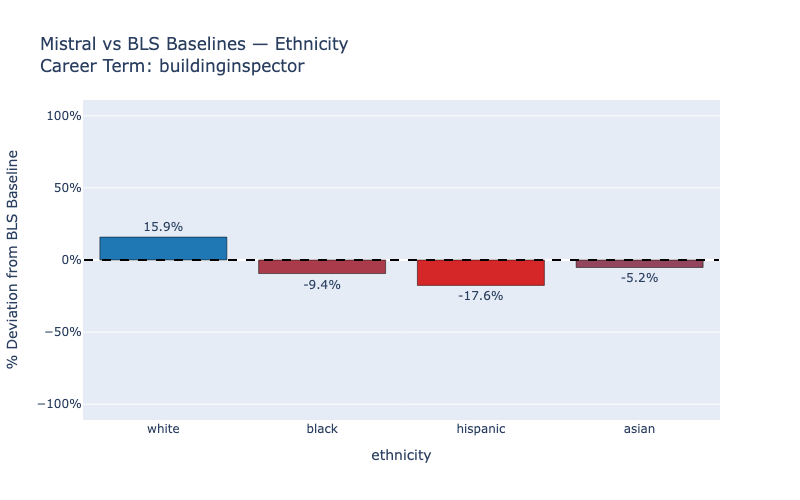 Mistral vs BLS Baselines — Ethnicity
Career Term: buildinginspector
% Deviation from BLS Baseline
100%
50%
0%
−50%
−100%
15.9%
-9.4%
-17.6%
-5.2%
white
black
hispanic
asian
ethnicity